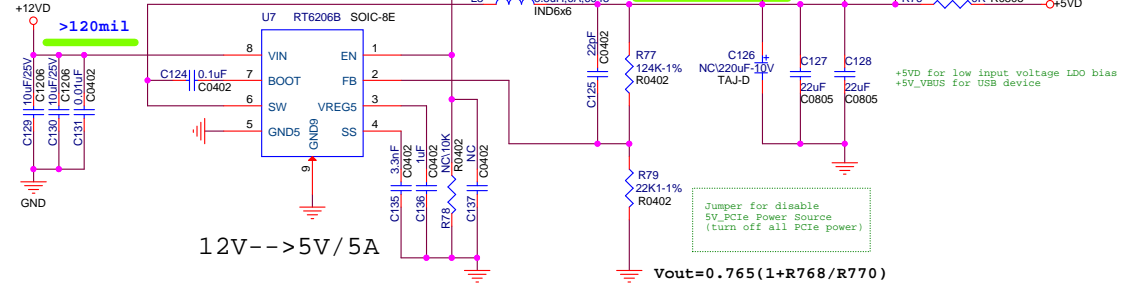 +12VD
>120mil
U7 RT6206B SOIC-8E
IND6x6
+5VD
8 VIN
7 BOOT
6 SW
5 GND5
GND9
9
EN 1
FB 2
VREG5 3
SS 4
C124 0.1uF
C0402
C129 10uF/25V C1206
C130 10uF/25V C1206
C131 0.01uF C0402
GND
C135 3.3nF C0402
C136 1uF C0402
R78 NC\10K R0402
C137 NC C0402
C125 22pF C0402
R77
124K-1%
R0402
R79
22K1-1%
R0402
C126
NC\220uF-10V
+
TAJ-D
C127
22uF
C0805
C128
22uF
C0805
+5VD for low input voltage LDO bias
+5V_VBUS for USB device
Jumper for disable
5V_PCIe Power Source
(turn off all PCIe power)
12V-->5V/5A
Vout=0.765(1+R768/R770)